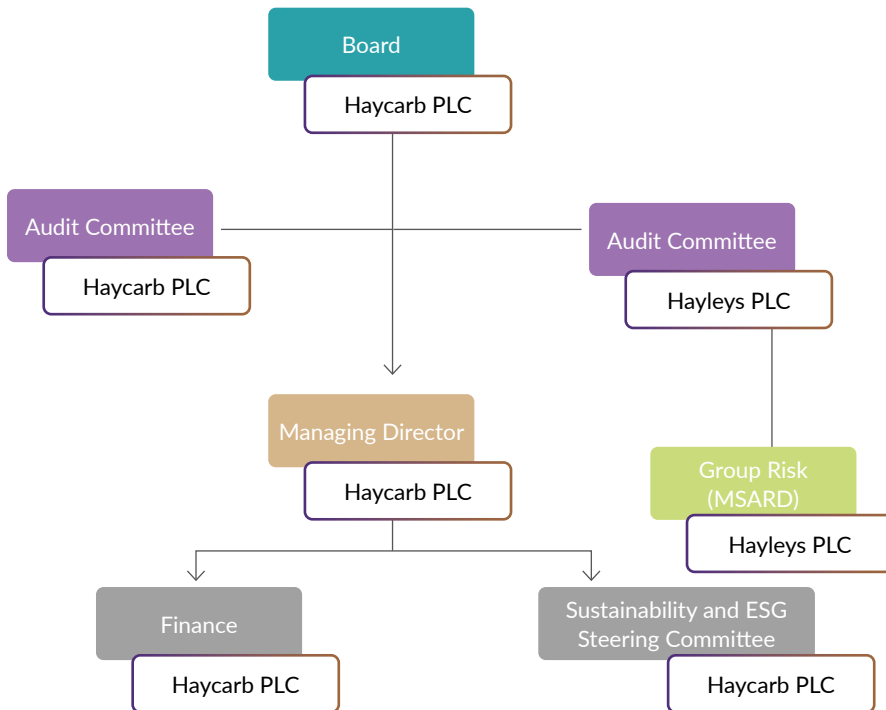 Board
Haycarb PLC
Audit Committee
Haycarb PLC
Audit Committee
Hayleys PLC
Managing Director
Haycarb PLC
Group Risk
(MSARD)
Hayleys PLC
Finance
Haycarb PLC
Sustainability and ESG
Steering Committee
Haycarb PLC